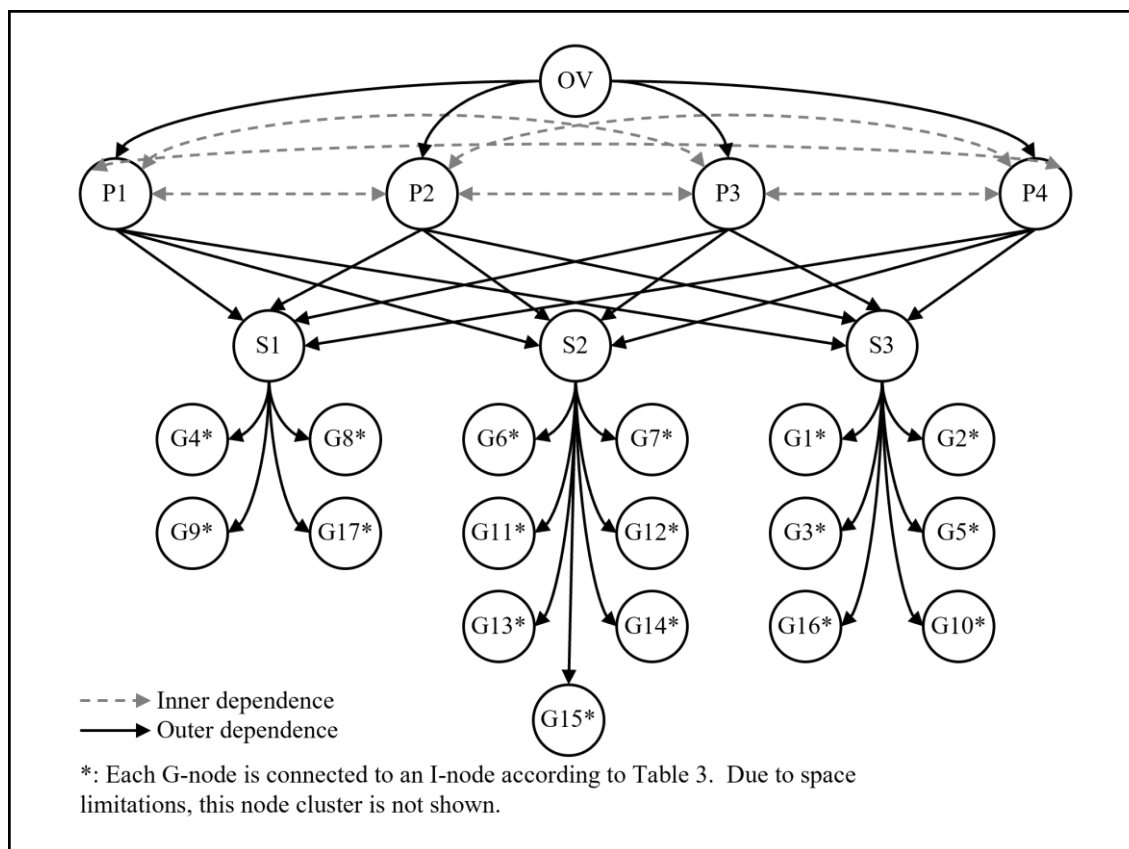 OV
P1 P2 P3 P4
S1 S2 S3
G4* G8* G6* G7* G1* G2*
G9* G17* G11* G12* G3* G5*
G13* G14* G16* G10*
Inner dependence
G15*
Outer dependence
*: Each G-node is connected to an I-node according to Table 3. Due to space
limitations, this node cluster is not shown.